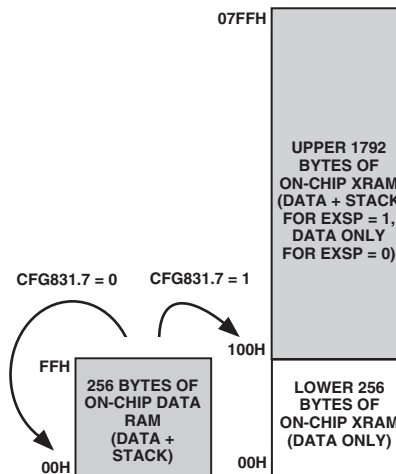 07FFH
UPPER 1792
BYTES OF
ON-CHIP XRAM
(DATA + STACK
FOR EXSP = 1,
DATA ONLY
FOR EXSP = 0)
CFG831.7 = 0
CFG831.7 = 1
100H
FFH
256 BYTES OF
ON-CHIP DATA
RAM
(DATA +
STACK)
00H
LOWER 256
BYTES OF
ON-CHIP XRAM
(DATA ONLY)
00H